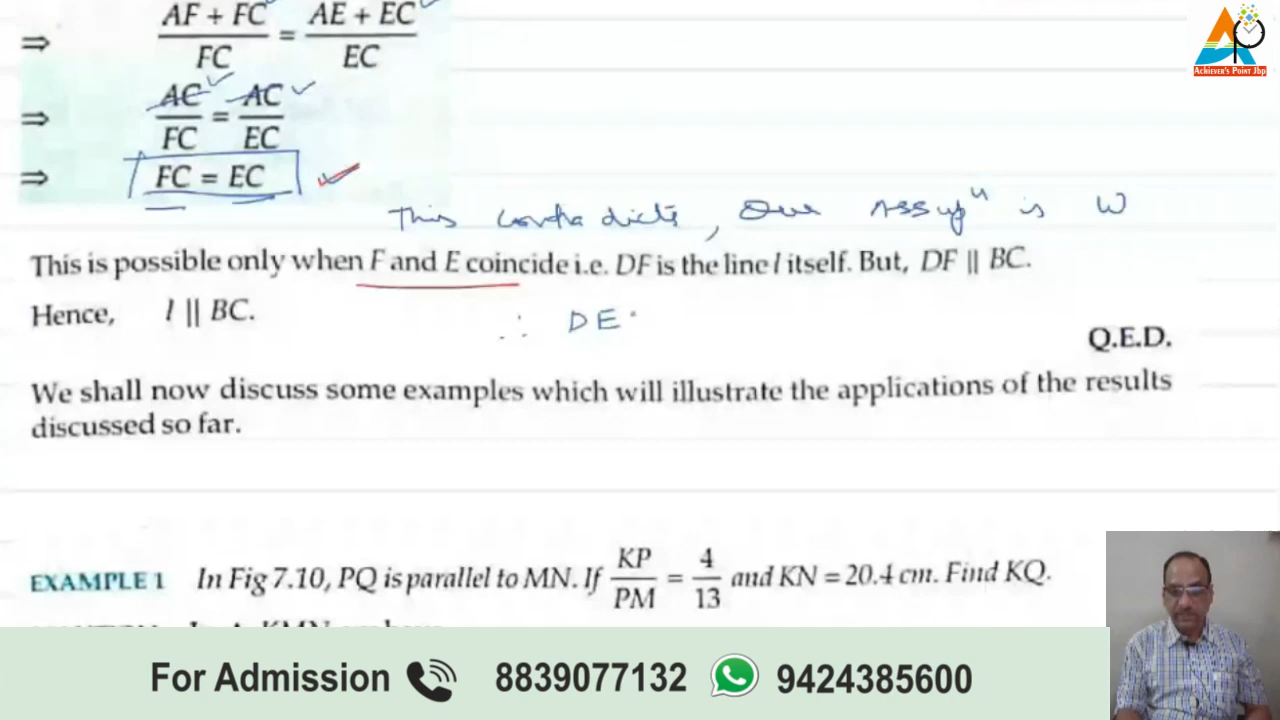 ⇒ AF + FC / FC = AE + EC / EC
⇒ AC / FC = AC / EC
⇒ FC = EC
This contradicts, Our Assupⁿ is W
This is possible only when F and E coincide i.e. DF is the line l itself. But, DF || BC.
Hence, l || BC.
∴ DE
Q.E.D.
We shall now discuss some examples which will illustrate the applications of the results
discussed so far.
EXAMPLE 1 In Fig 7.10, PQ is parallel to MN. If KP / PM = 4 / 13 and KN = 20.4 cm. Find KQ.
For Admission 8839077132 9424385600
Achiever's Point Jbp